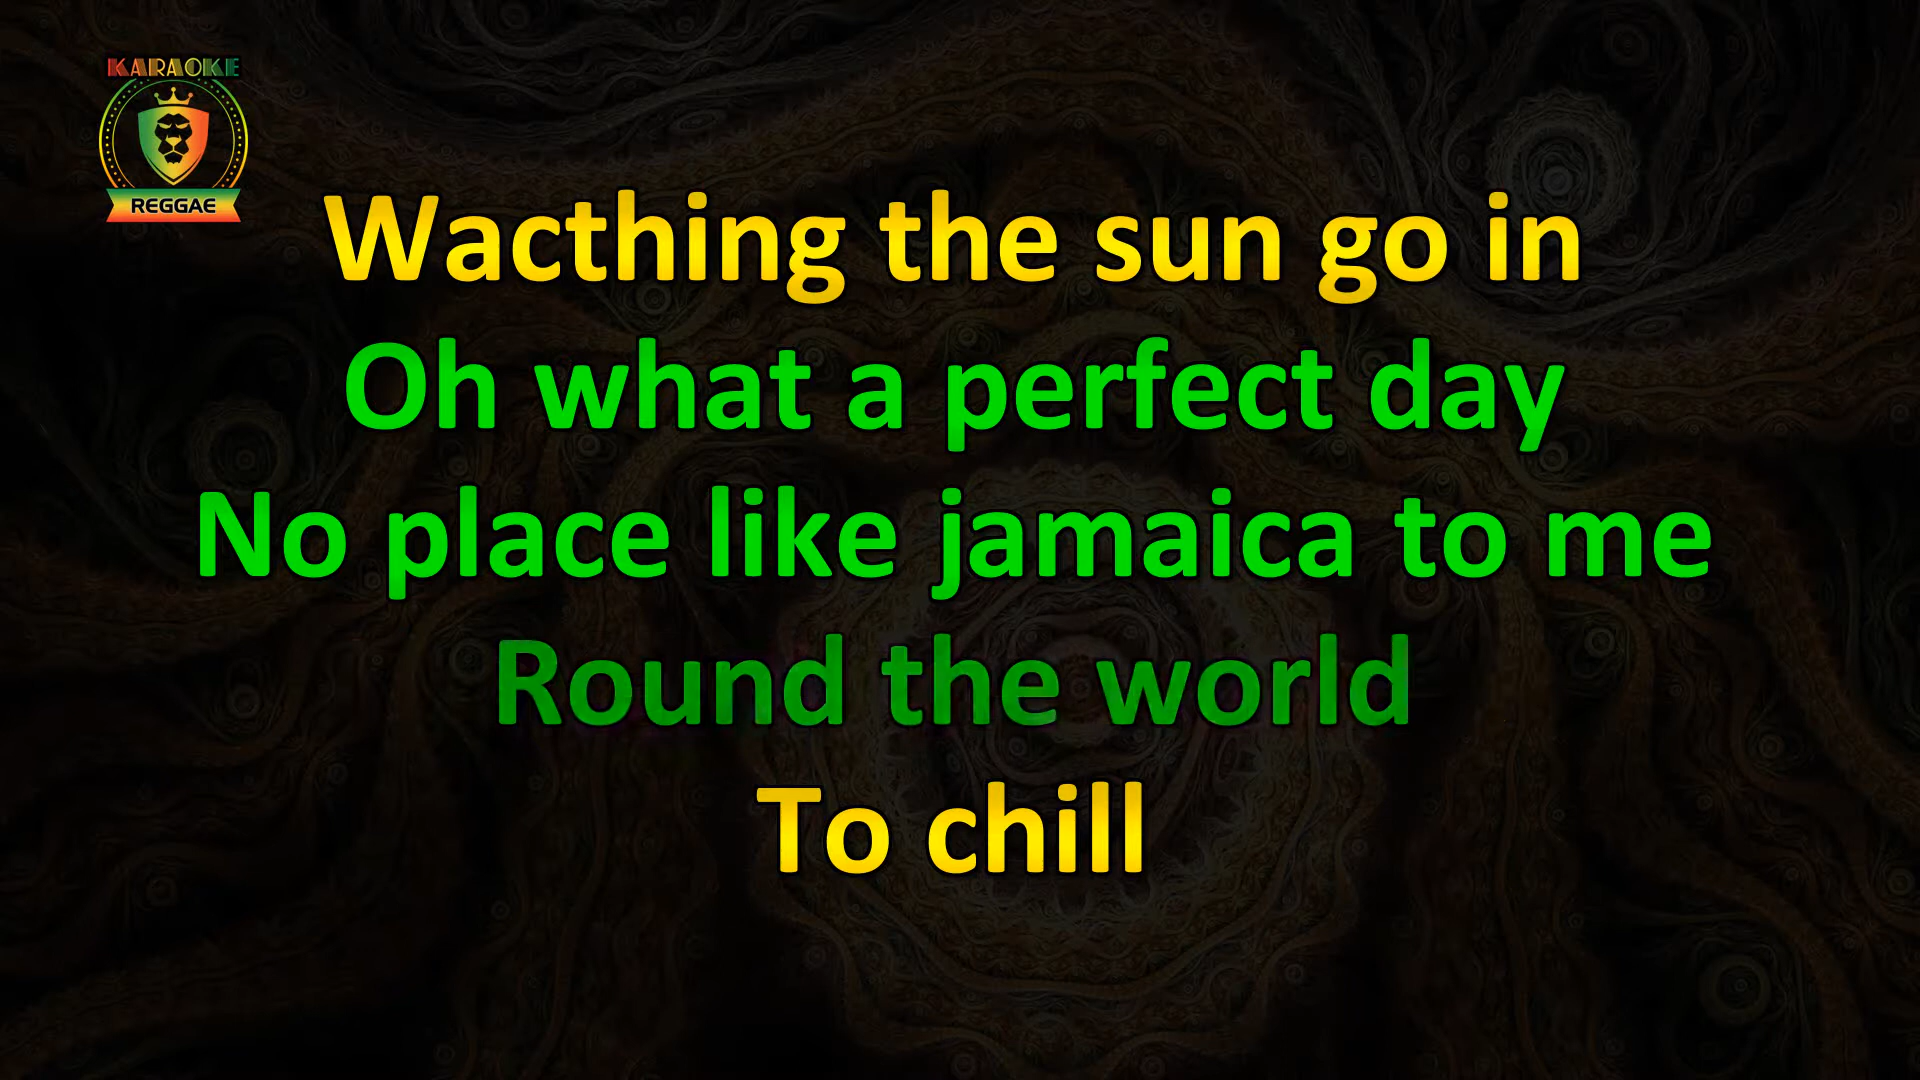 KARAOKE
REGGAE
Wacthing the sun go in
Oh what a perfect day
No place like jamaica to me
Round the world
To chill